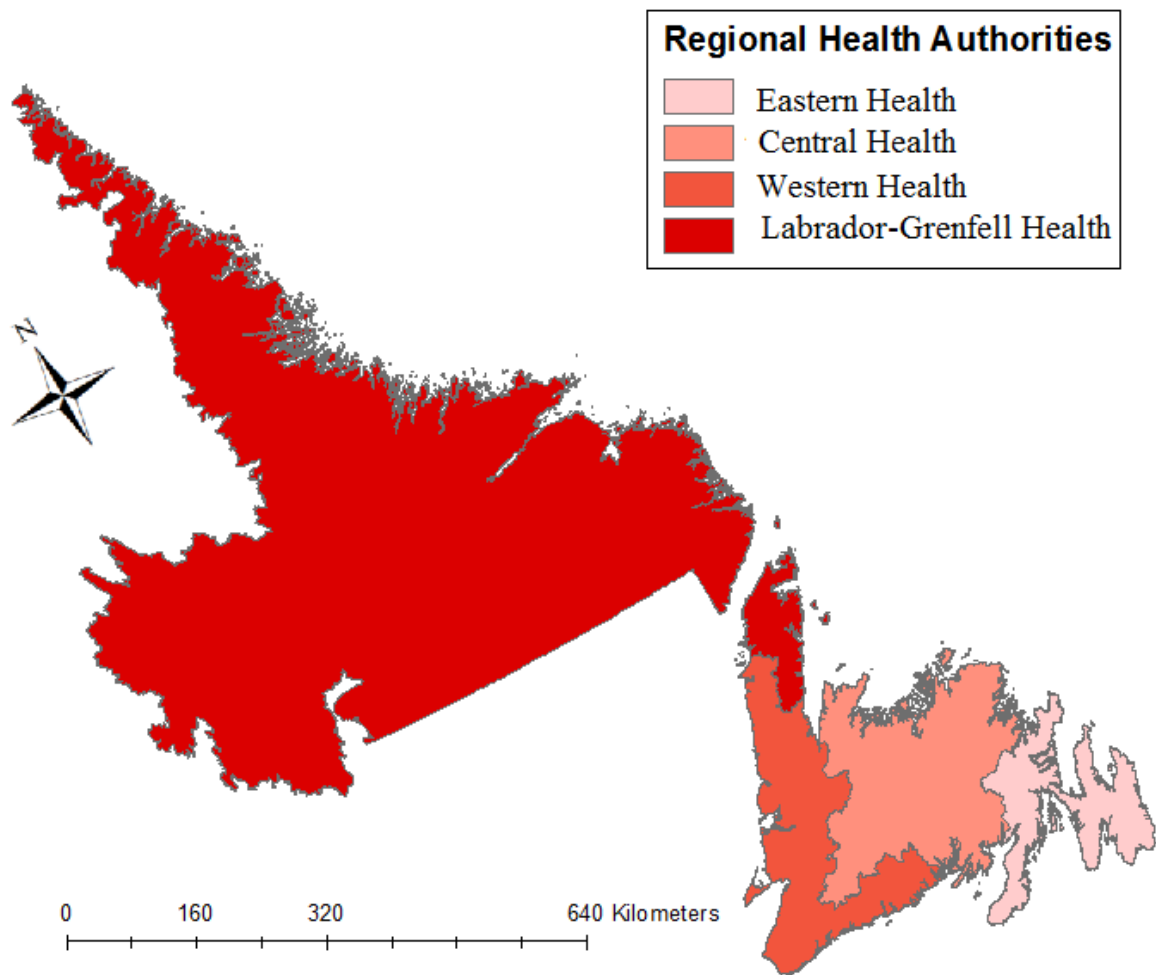 Regional Health Authorities
Eastern Health
Central Health
Western Health
Labrador-Grenfell Health
N
0 160 320 640 Kilometers